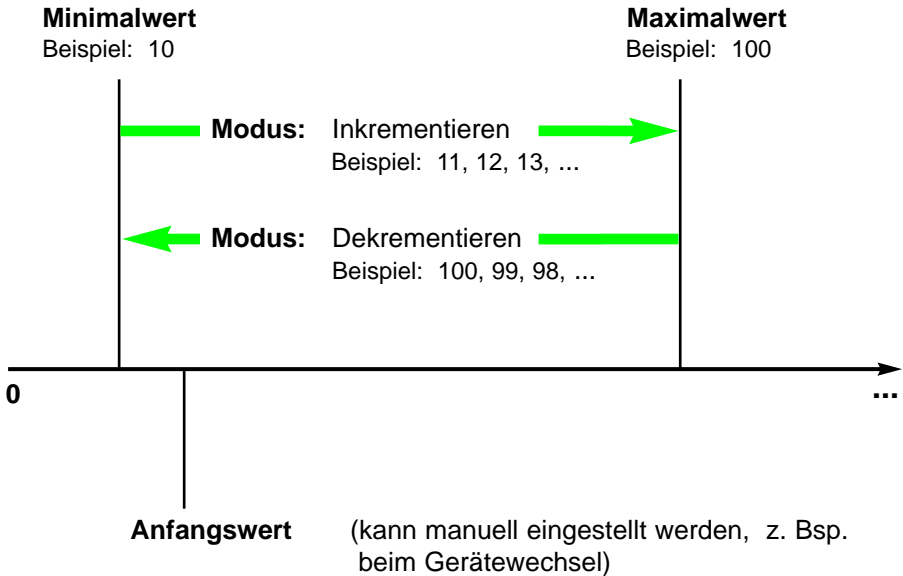 Minimalwert
Beispiel: 10
Maximalwert
Beispiel: 100
Modus: Inkrementieren
Beispiel: 11, 12, 13, ...
Modus: Dekrementieren
Beispiel: 100, 99, 98, ...
0 ...
Anfangswert (kann manuell eingestellt werden, z. Bsp.
beim Gerätewechsel)